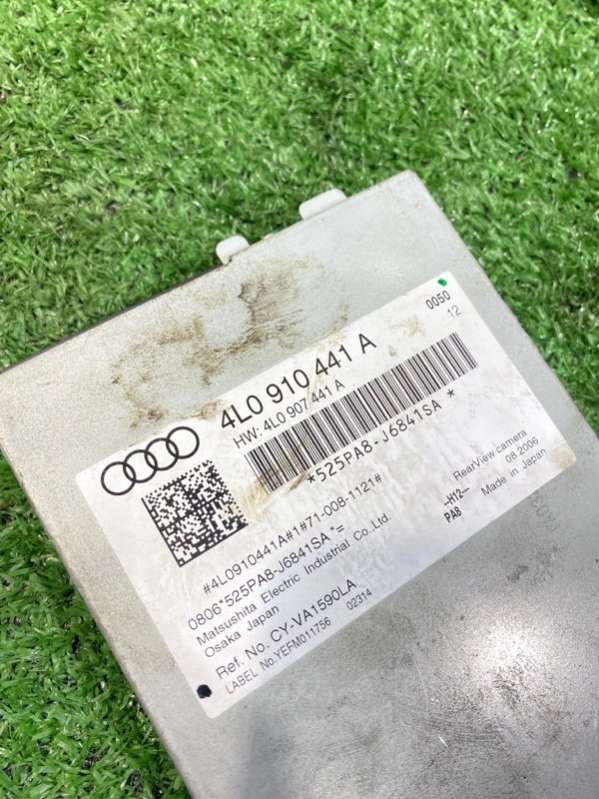 4L0 910 441 A
HW: 4L0 907 441 A
4
0050
12
*525PA8-J6841SA *
RearView camera
08 2006
Made in Japan
--H12--
PA8
#4L0910441A#1#71-008-1121#
0806*525PA8-J6841SA *=
Matsushita Electric Industrial Co.,Ltd.
Osaka Japan
Ref. No. CY-VA1590LA
LABEL No.YEFM011756 02314